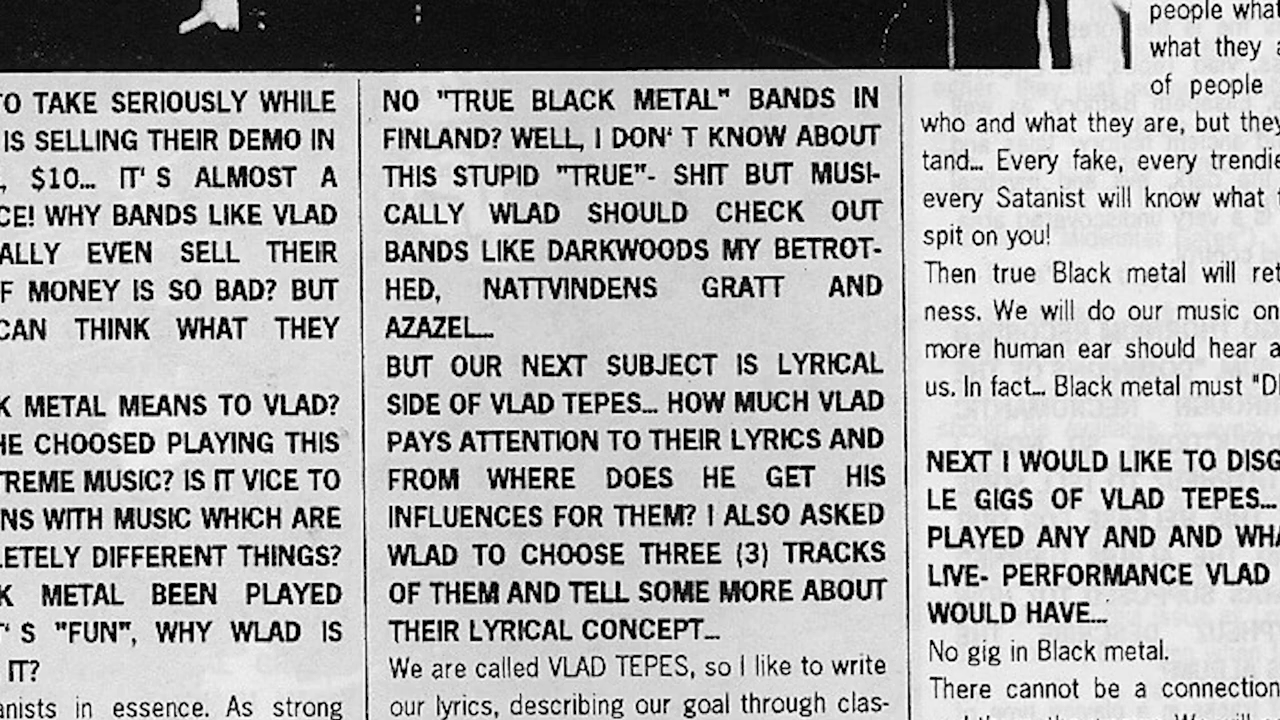 TO TAKE SERIOUSLY WHILE
IS SELLING THEIR DEMO IN
$10... IT'S ALMOST A
WHY BANDS LIKE VLAD
EVEN SELL THEIR
MONEY IS SO BAD? BUT
CAN THINK WHAT THEY
METAL MEANS TO VLAD?
CHOOSED PLAYING THIS
MUSIC? IS IT VICE TO
WITH MUSIC WHICH ARE
DIFFERENT THINGS?
METAL BEEN PLAYED
"FUN", WHY WLAD IS
IT?
in essence. As strong
NO "TRUE BLACK METAL" BANDS IN
FINLAND? WELL, I DON' T KNOW ABOUT
THIS STUPID "TRUE"- SHIT BUT MUSI-
CALLY WLAD SHOULD CHECK OUT
BANDS LIKE DARKWOODS MY BETROT-
HED, NATTVINDENS GRATT AND
AZAZEL...
BUT OUR NEXT SUBJECT IS LYRICAL
SIDE OF VLAD TEPES... HOW MUCH VLAD
PAYS ATTENTION TO THEIR LYRICS AND
FROM WHERE DOES HE GET HIS
INFLUENCES FOR THEM? I ALSO ASKED
WLAD TO CHOOSE THREE (3) TRACKS
OF THEM AND TELL SOME MORE ABOUT
THEIR LYRICAL CONCEPT...
We are called VLAD TEPES, so I like to write
our lyrics, describing our goal through clas-
people what
what they
of people
who and what they are, but they
tand... Every fake, every trendie
every Satanist will know what
spit on you!
Then true Black metal will ret
ness. We will do our music on
more human ear should hear a
us. In fact... Black metal must
NEXT I WOULD LIKE TO DISG
LE GIGS OF VLAD TEPES...
PLAYED ANY AND AND WHA
LIVE- PERFORMANCE VLAD
WOULD HAVE...
No gig in Black metal.
There cannot be a connection